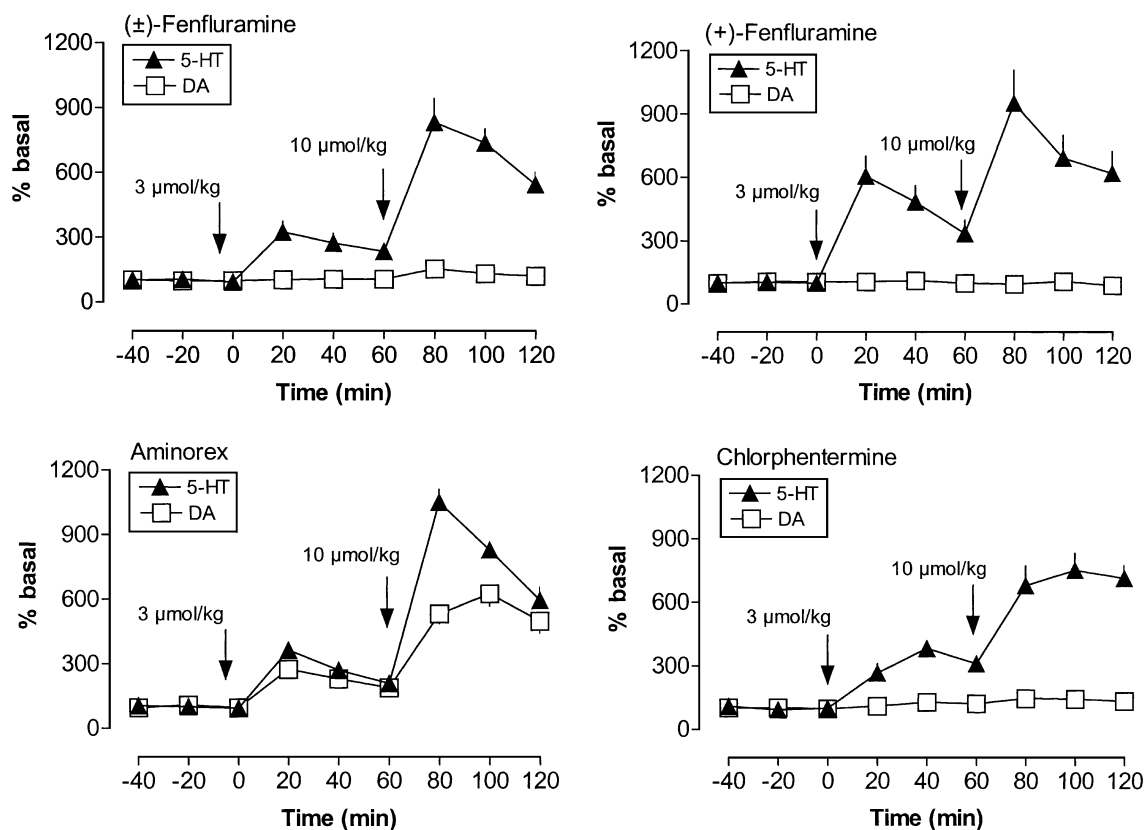 (±)-Fenfluramine
1200
900
600
300
0
% basal
5-HT
DA
3 µmol/kg
10 µmol/kg
-40 -20 0 20 40 60 80 100 120
Time (min)
(+)-Fenfluramine
1200
900
600
300
0
% basal
5-HT
DA
3 µmol/kg
10 µmol/kg
-40 -20 0 20 40 60 80 100 120
Time (min)
Aminorex
1200
900
600
300
0
% basal
5-HT
DA
3 µmol/kg
10 µmol/kg
-40 -20 0 20 40 60 80 100 120
Time (min)
Chlorphentermine
1200
900
600
300
0
% basal
5-HT
DA
3 µmol/kg
10 µmol/kg
-40 -20 0 20 40 60 80 100 120
Time (min)